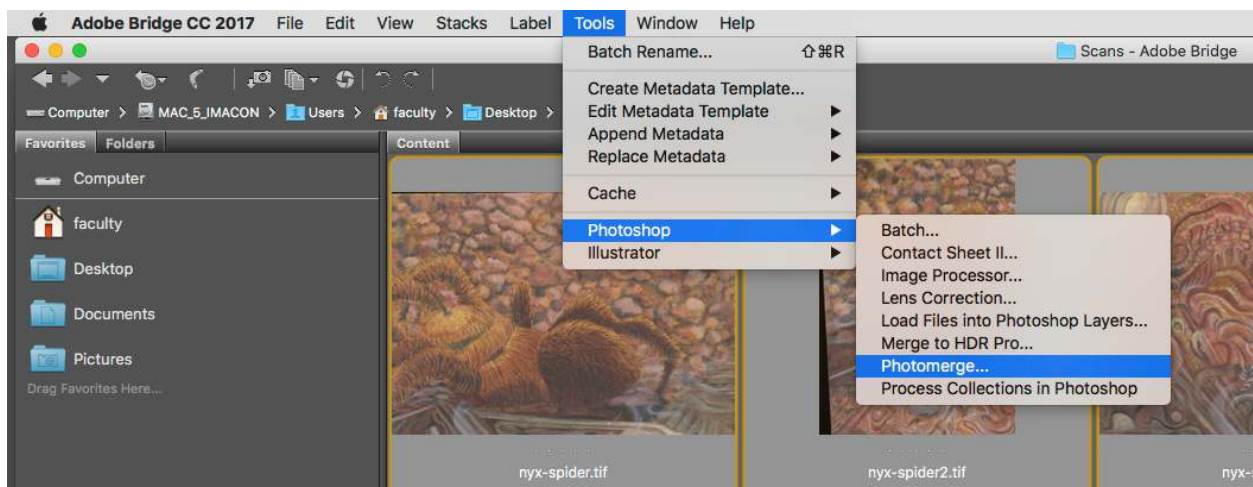 Adobe Bridge CC 2017 File Edit View Stacks Label Tools Window Help
Scans - Adobe Bridge
Computer > MAC_5_IMACON > Users > faculty > Desktop >
Favorites Folders
Computer
faculty
Desktop
Documents
Pictures
Drag Favorites Here...
Content
nyx-spider.tif
nyx-spider2.tif
nyx-
Batch Rename... ⇧⌘R
Create Metadata Template...
Edit Metadata Template
Append Metadata
Replace Metadata
Cache
Photoshop
Illustrator
Batch...
Contact Sheet II...
Image Processor...
Lens Correction...
Load Files into Photoshop Layers...
Merge to HDR Pro...
Photomerge...
Process Collections in Photoshop